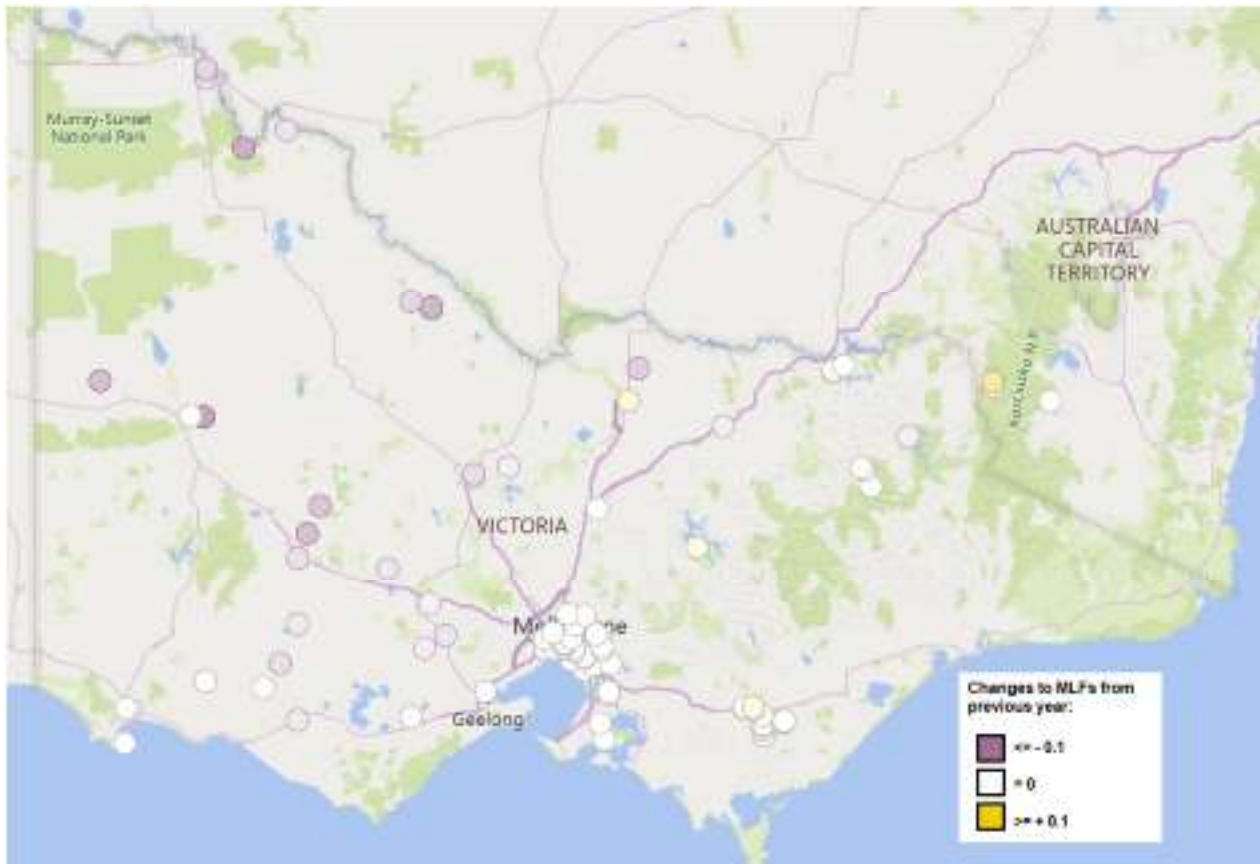 Murray-Sunset
National Park
AUSTRALIAN
CAPITAL
TERRITORY
VICTORIA
Geelong
Changes to MLFs from
previous year:
<= - 0.1
= 0
>= + 0.1